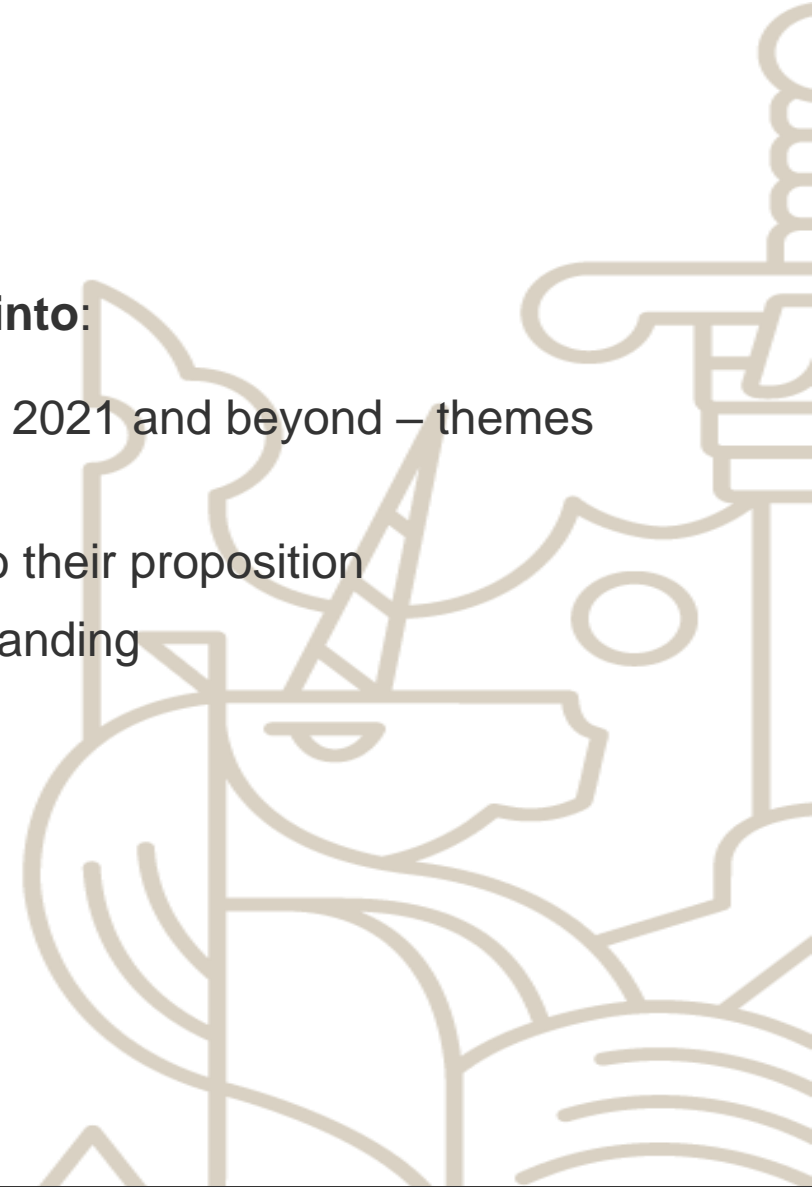 into:
2021 and beyond – themes
their proposition
anding